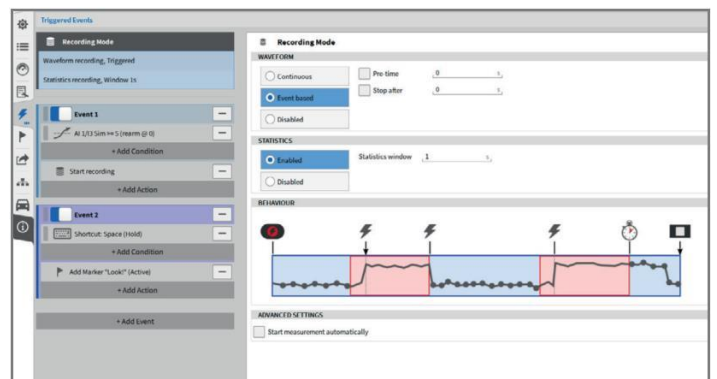 Triggered Events
Recording Mode
Waveform recording, Triggered
Statistics recording, Window 1s
Event 1
AI 1/I3 Sim >= 5 (rearm @ 0)
+ Add Condition
Start recording
+ Add Action
Event 2
Shortcut: Space (Hold)
+ Add Condition
Add Marker "Look!" (Active)
+ Add Action
+ Add Event
Recording Mode
WAVEFORM
Continuous
Pre time 0 s
Event based
Stop after 0 s
Disabled
STATISTICS
Enabled
Statistics window 1 s
Disabled
BEHAVIOUR
ADVANCED SETTINGS
Start measurement automatically